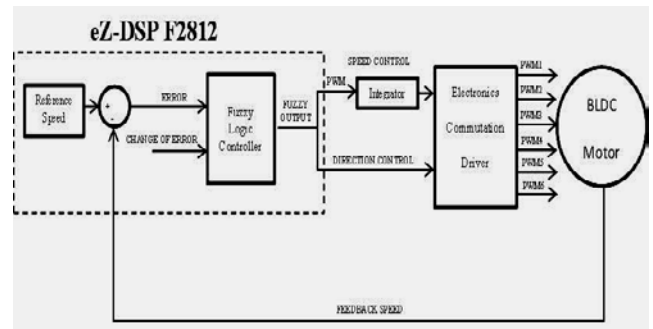 eZ-DSP F2812
Reference
Speed
+
-
ERROR
CHANGE OF ERROR
Fuzzy
Logic
Controller
FUZZY
OUTPUT
SPEED CONTROL
PWM
Integrator
DIRECTION CONTROL
Electronics
Commutation
Driver
PWM1
PWM2
PWM3
PWM4
PWM5
PWM6
BLDC
Motor
FEEDBACK SPEED